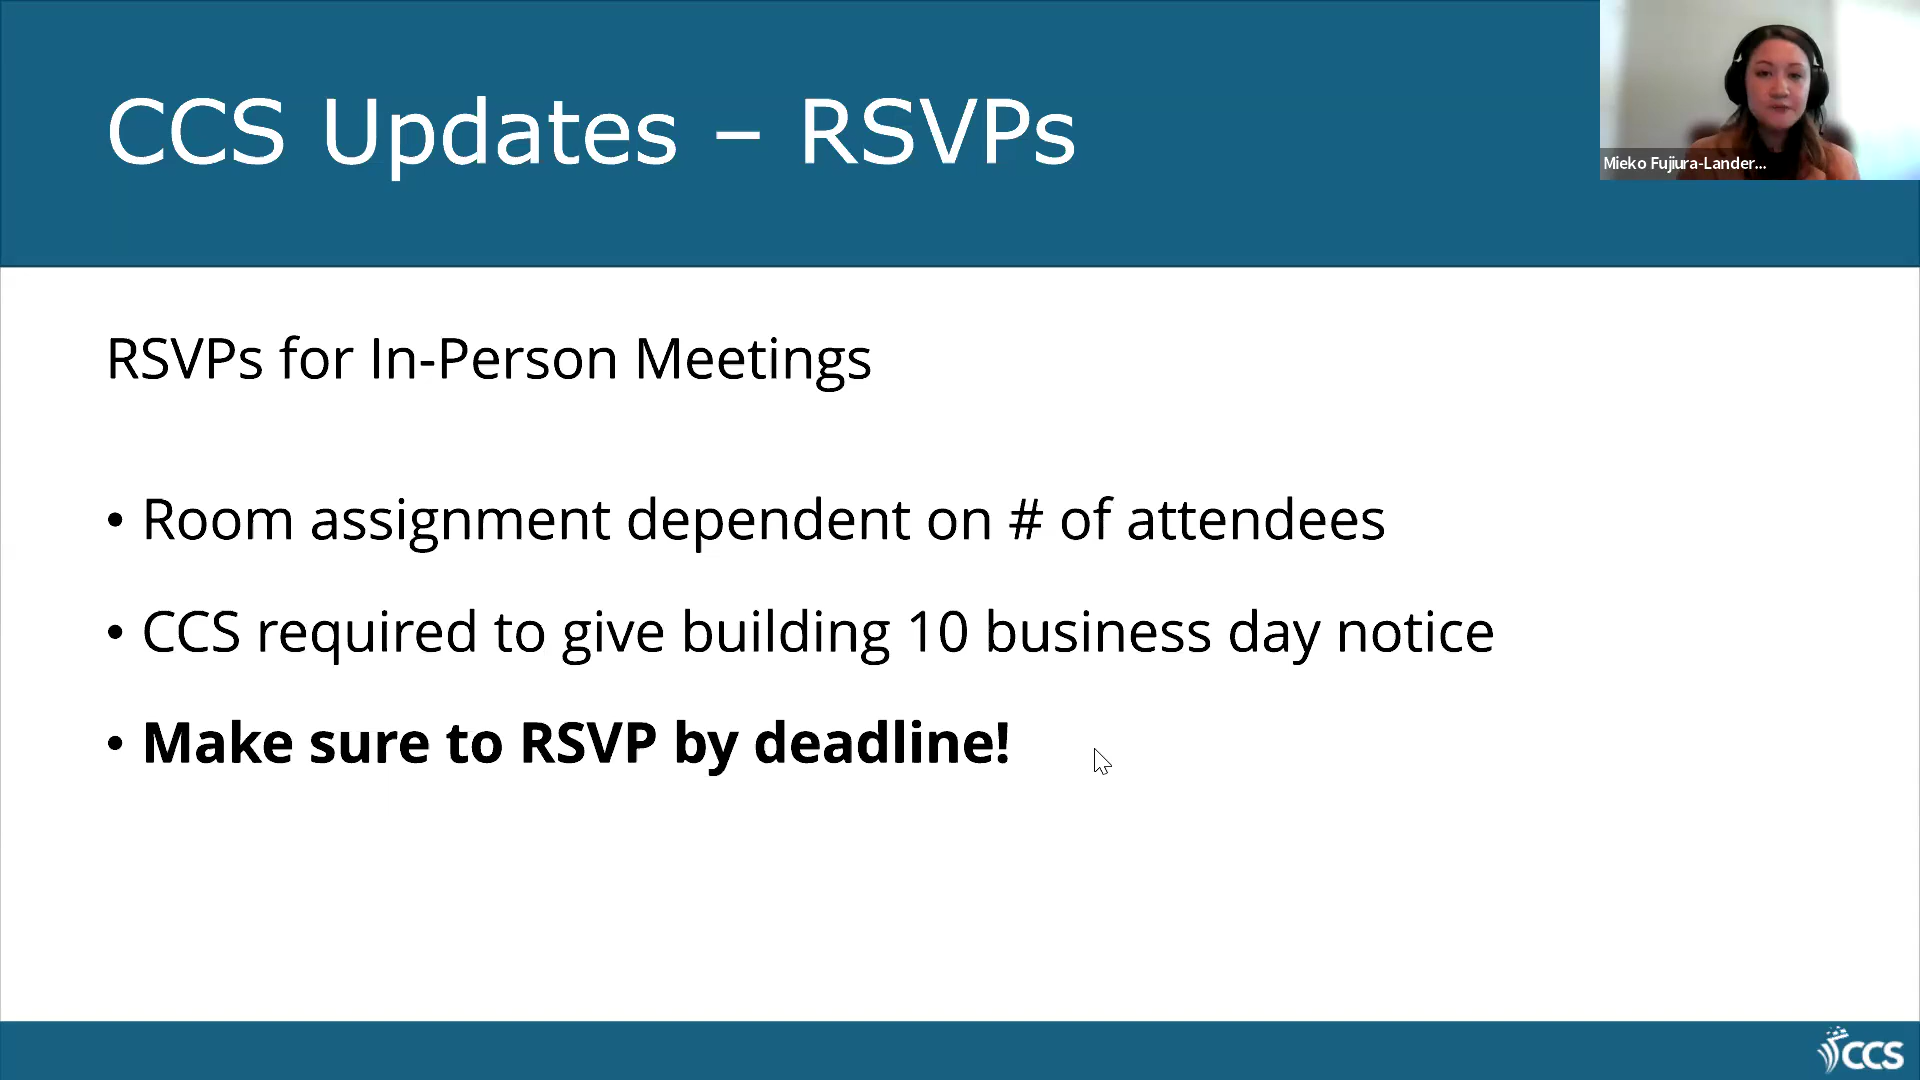 CCS Updates – RSVPs
Mieko Fujiura-Lander...
RSVPs for In-Person Meetings
• Room assignment dependent on # of attendees
• CCS required to give building 10 business day notice
• Make sure to RSVP by deadline!
CCS